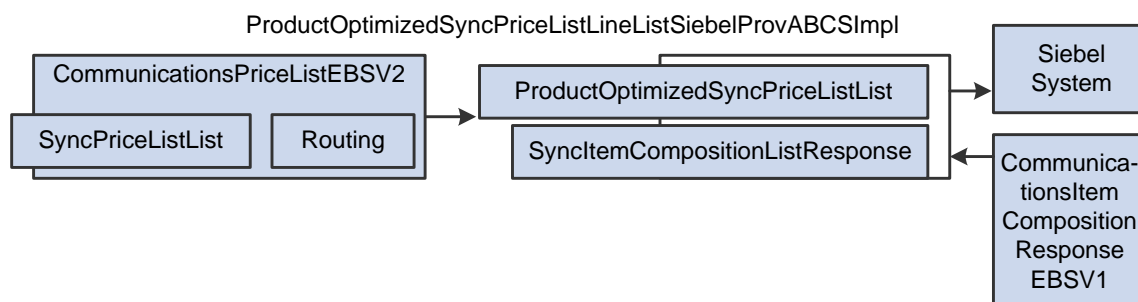 ProductOptimizedSyncPriceListLineListSiebelProvABCSImpl
CommunicationsPriceListEBSV2
SyncPriceListList
Routing
ProductOptimizedSyncPriceListList
SyncItemCompositionListResponse
Siebel
System
Communica-
tionsItem
Composition
Response
EBSV1